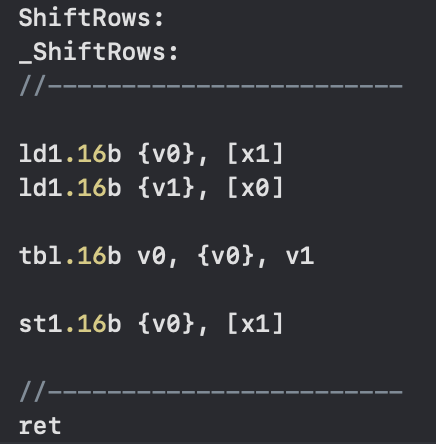 ShiftRows:
_ShiftRows:
//------------------------
ld1.16b {v0}, [x1]
ld1.16b {v1}, [x0]
tbl.16b v0, {v0}, v1
st1.16b {v0}, [x1]
//------------------------
ret